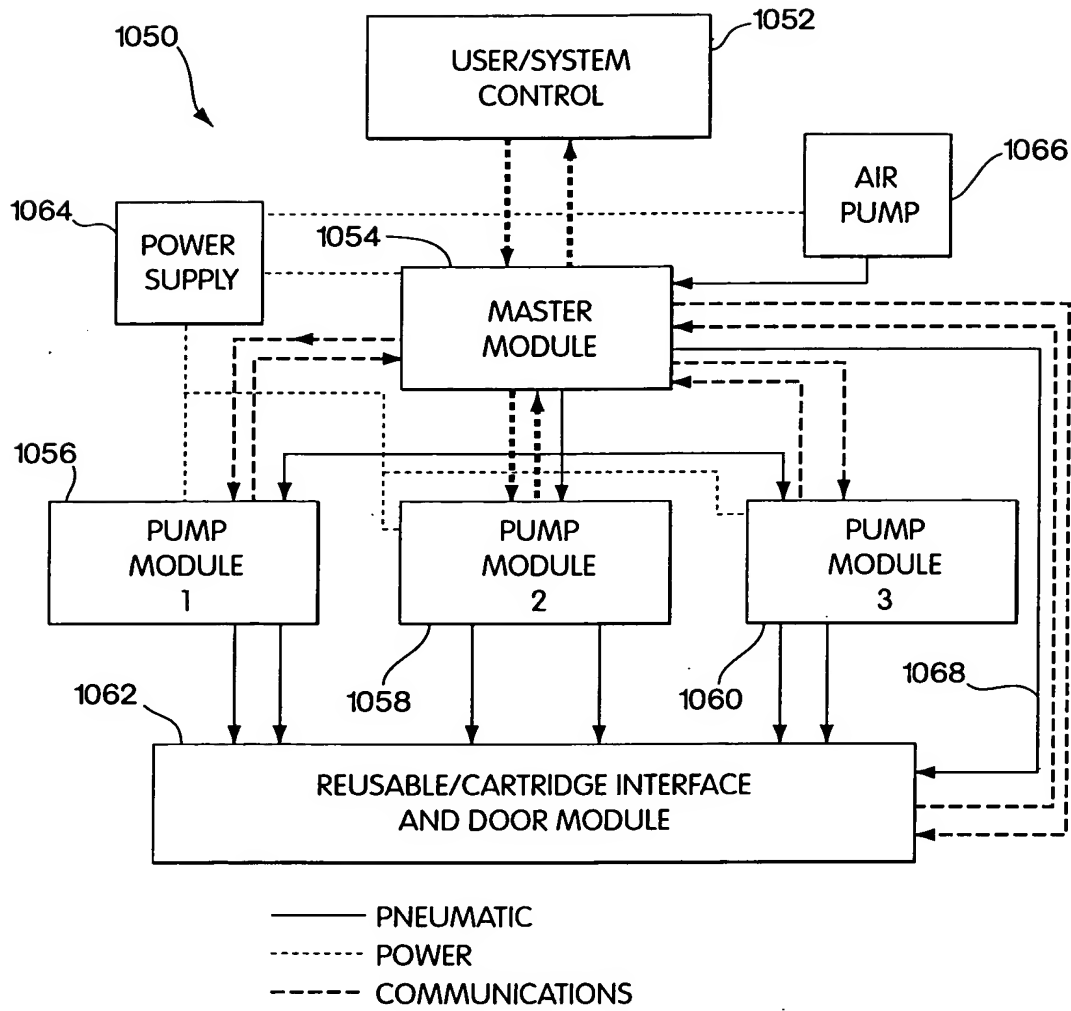 1050
1052
USER/SYSTEM
CONTROL
1066
AIR
PUMP
1064
POWER
SUPPLY
1054
MASTER
MODULE
1056
PUMP
MODULE
1
PUMP
MODULE
2
PUMP
MODULE
3
1062
1058
1060
1068
REUSABLE/CARTRIDGE INTERFACE
AND DOOR MODULE
PNEUMATIC
POWER
COMMUNICATIONS